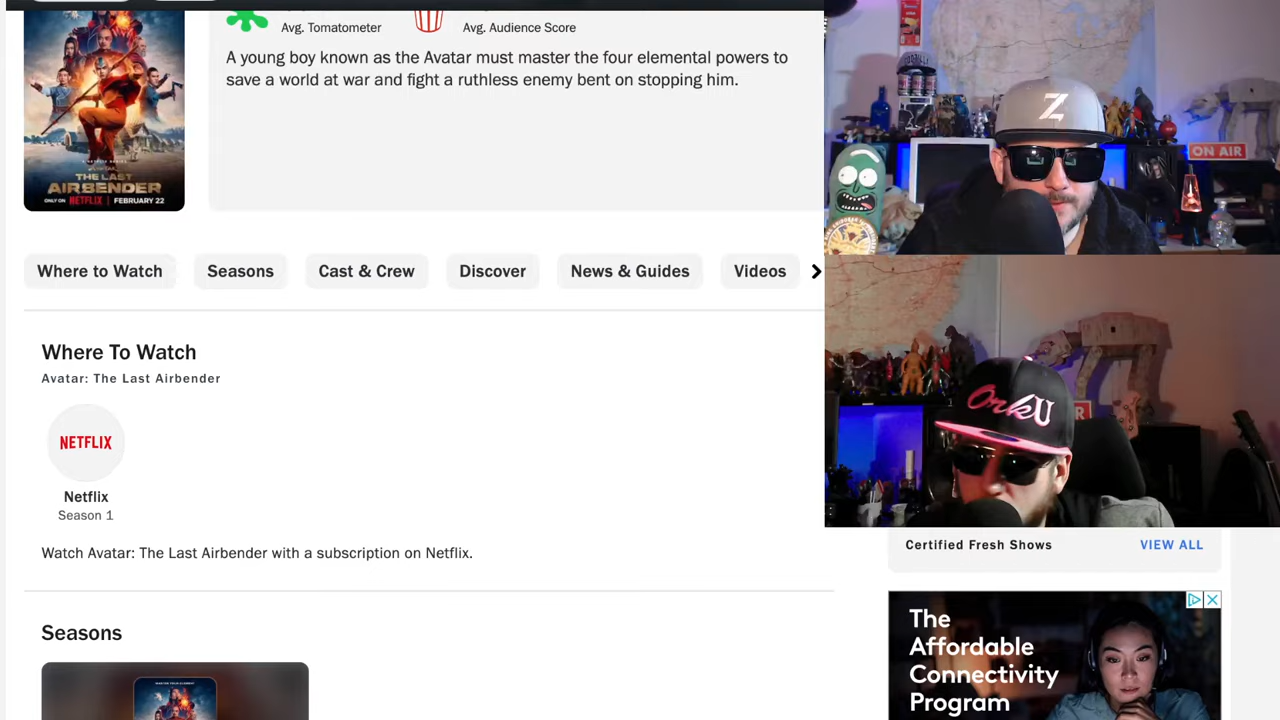 Avg. Tomatometer
Avg. Audience Score
A young boy known as the Avatar must master the four elemental powers to
save a world at war and fight a ruthless enemy bent on stopping him.
THE LAST
AIRBENDER
ONLY ON NETFLIX | FEBRUARY 22
Z
ON AIR
Where to Watch
Seasons
Cast & Crew
Discover
News & Guides
Videos
Where To Watch
Avatar: The Last Airbender
NETFLIX
Netflix
Season 1
Watch Avatar: The Last Airbender with a subscription on Netflix.
OrkU
R
Certified Fresh Shows
VIEW ALL
Seasons
The
Affordable
Connectivity
Program